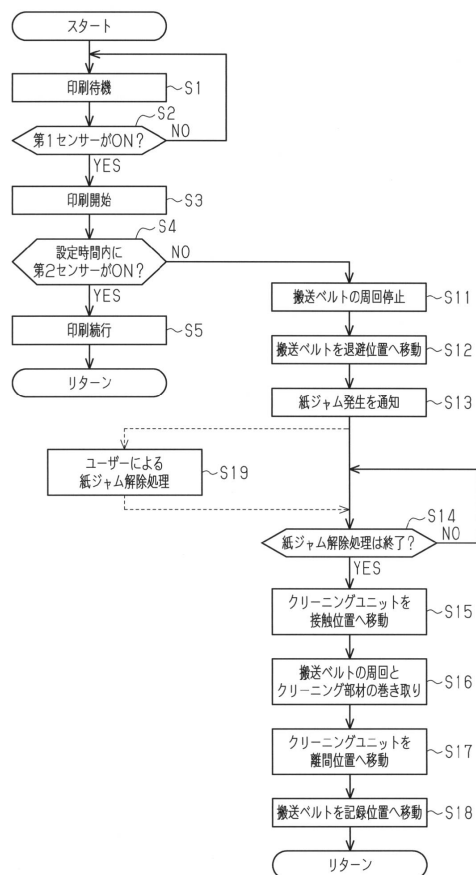 スタート
印刷待機
S1
S2
第1センサーがON?
NO
YES
印刷開始
S3
S4
設定時間内に
第2センサーがON?
NO
YES
印刷続行
S5
リターン
搬送ベルトの周回停止
S11
搬送ベルトを退避位置へ移動
S12
紙ジャム発生を通知
S13
ユーザーによる
紙ジャム解除処理
S19
S14
紙ジャム解除処理は終了?
NO
YES
クリーニングユニットを
接触位置へ移動
S15
搬送ベルトの周回と
クリーニング部材の巻き取り
S16
クリーニングユニットを
離間位置へ移動
S17
搬送ベルトを記録位置へ移動
S18
リターン